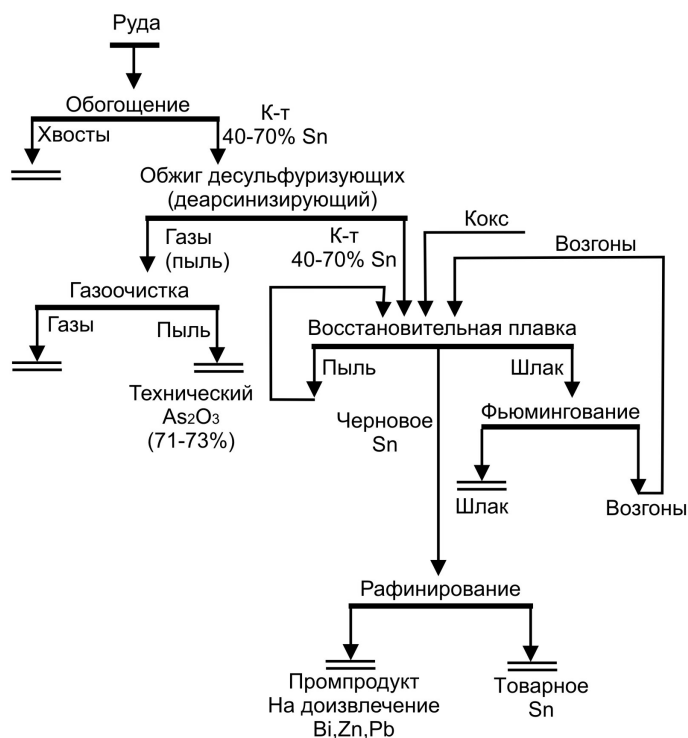 Руда
Обогощение
Хвосты
К-т
40-70% Sn
Обжиг десульфуризующих
(деарсинизирующий)
Газы
(пыль)
К-т
40-70% Sn
Кокс
Возгоны
Газоочистка
Газы
Пыль
Восстановительная плавка
Пыль
Шлак
Технический
As₂O₃
(71-73%)
Черновое
Sn
Фьюмингование
Шлак
Возгоны
Рафинирование
Промпродукт
На доизвлечение
Bi,Zn,Pb
Товарное
Sn